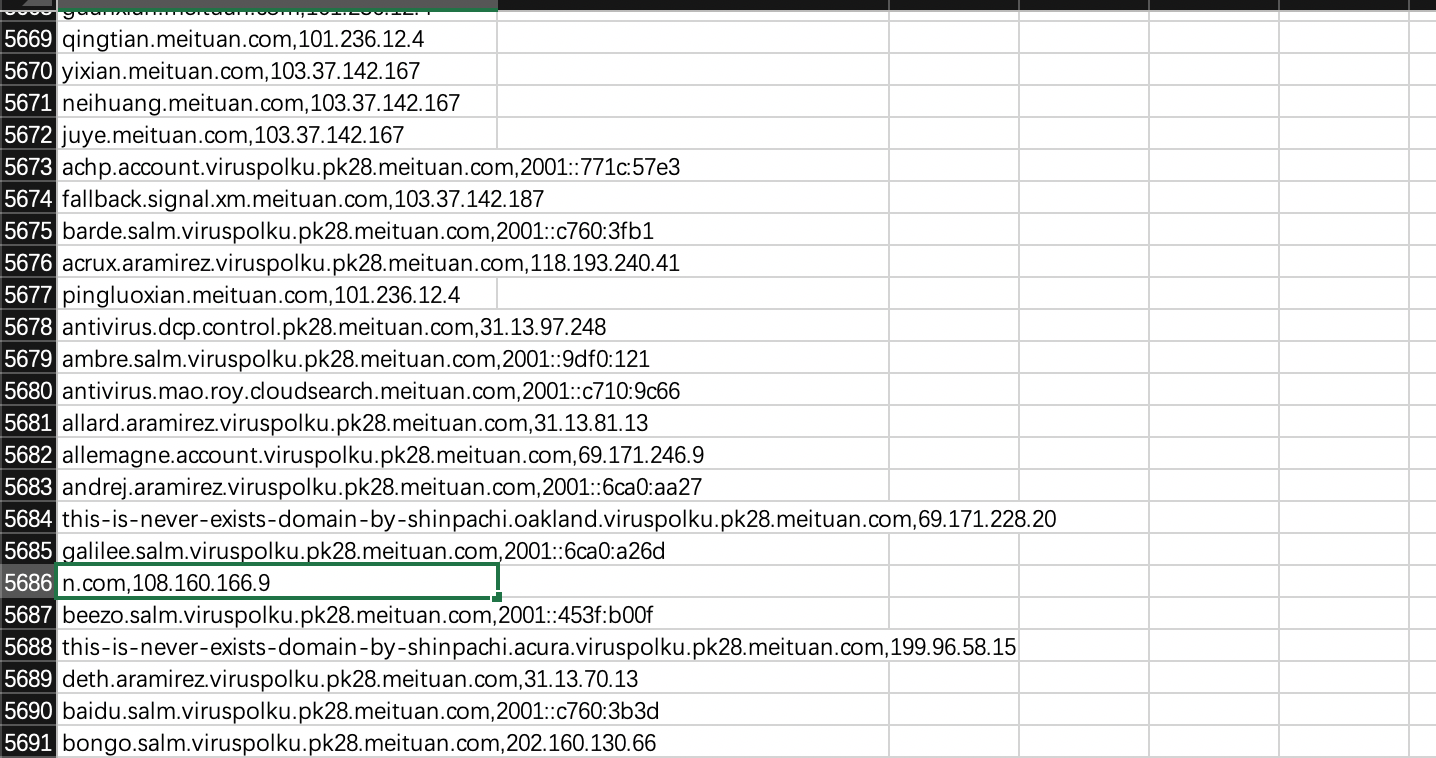 5669 qingtian.meituan.com,101.236.12.4
5670 yixian.meituan.com,103.37.142.167
5671 neihuang.meituan.com,103.37.142.167
5672 juye.meituan.com,103.37.142.167
5673 achp.account.viruspolku.pk28.meituan.com,2001::771c:57e3
5674 fallback.signal.xm.meituan.com,103.37.142.187
5675 barde.salm.viruspolku.pk28.meituan.com,2001::c760:3fb1
5676 acrux.aramirez.viruspolku.pk28.meituan.com,118.193.240.41
5677 pingluoxian.meituan.com,101.236.12.4
5678 antivirus.dcp.control.pk28.meituan.com,31.13.97.248
5679 ambre.salm.viruspolku.pk28.meituan.com,2001::9df0:121
5680 antivirus.mao.roy.cloudsearch.meituan.com,2001::c710:9c66
5681 allard.aramirez.viruspolku.pk28.meituan.com,31.13.81.13
5682 allemagne.account.viruspolku.pk28.meituan.com,69.171.246.9
5683 andrej.aramirez.viruspolku.pk28.meituan.com,2001::6ca0:aa27
5684 this-is-never-exists-domain-by-shinpachi.oakland.viruspolku.pk28.meituan.com,69.171.228.20
5685 galilee.salm.viruspolku.pk28.meituan.com,2001::6ca0:a26d
5686 n.com,108.160.166.9
5687 beezo.salm.viruspolku.pk28.meituan.com,2001::453f:b00f
5688 this-is-never-exists-domain-by-shinpachi.acura.viruspolku.pk28.meituan.com,199.96.58.15
5689 deth.aramirez.viruspolku.pk28.meituan.com,31.13.70.13
5690 baidu.salm.viruspolku.pk28.meituan.com,2001::c760:3b3d
5691 bongo.salm.viruspolku.pk28.meituan.com,202.160.130.66